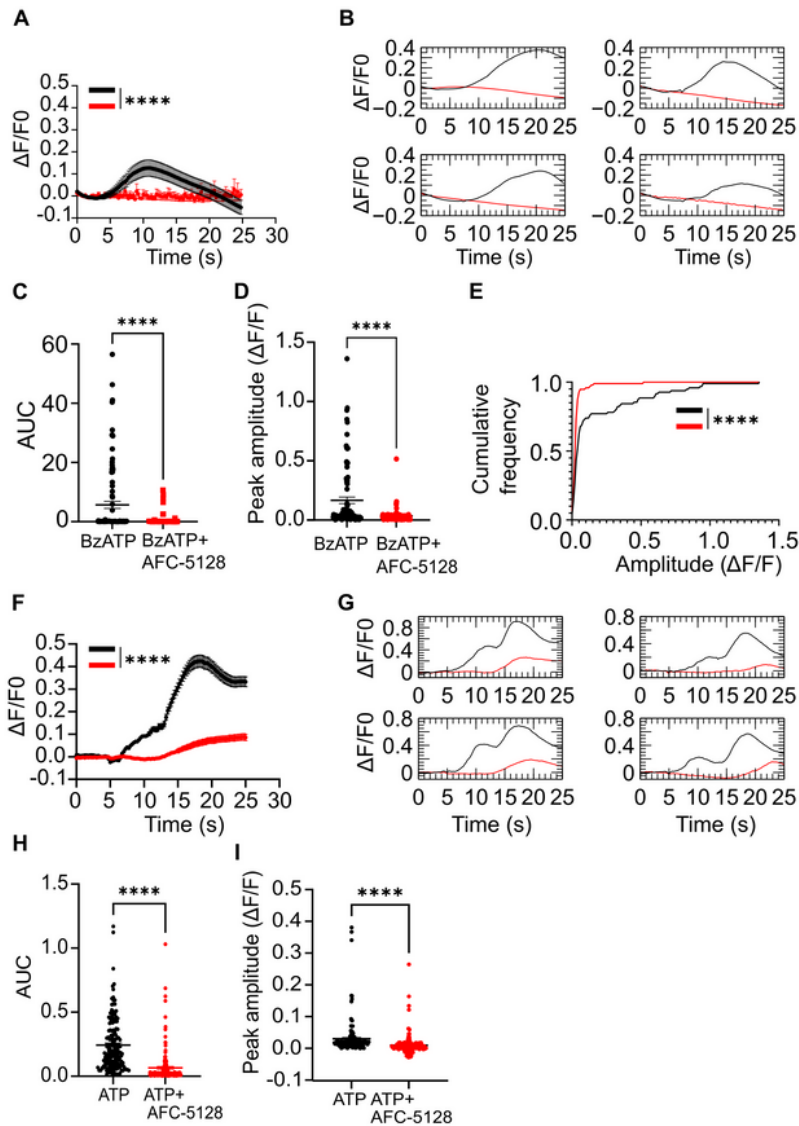 A
ΔF/F0
0.5
0.4
0.3
0.2
0.1
0.0
-0.1
****
0 5 10 15 20 25 30
Time (s)
B
ΔF/F0
0.4
0.2
0
−0.2
0 5 10 15 20 25
0.4
0.2
0
−0.2
0 5 10 15 20 25
ΔF/F0
0.4
0.2
0
−0.2
0 5 10 15 20 25
Time (s)
0.4
0.2
0
−0.2
0 5 10 15 20 25
Time (s)
C
AUC
60
40
20
0
****
BzATP BzATP+
AFC-5128
D
Peak amplitude (ΔF/F)
1.5
1.0
0.5
0.0
****
BzATP BzATP+
AFC-5128
E
Cumulative
frequency
1.0
0.5
0.0
****
0.0 0.5 1.0 1.5
Amplitude (ΔF/F)
F
ΔF/F0
0.5
0.4
0.3
0.2
0.1
0.0
-0.1
****
0 5 10 15 20 25 30
Time (s)
G
ΔF/F0
0.8
0.4
0
0 5 10 15 20 25
0.8
0.4
0
0 5 10 15 20 25
ΔF/F0
0.8
0.4
0
0 5 10 15 20 25
Time (s)
0.8
0.4
0
0 5 10 15 20 25
Time (s)
H
AUC
1.5
1.0
0.5
0.0
****
ATP ATP+
AFC-5128
I
Peak amplitude (ΔF/F)
0.5
0.4
0.3
0.2
0.1
0.0
-0.1
****
ATP ATP+
AFC-5128